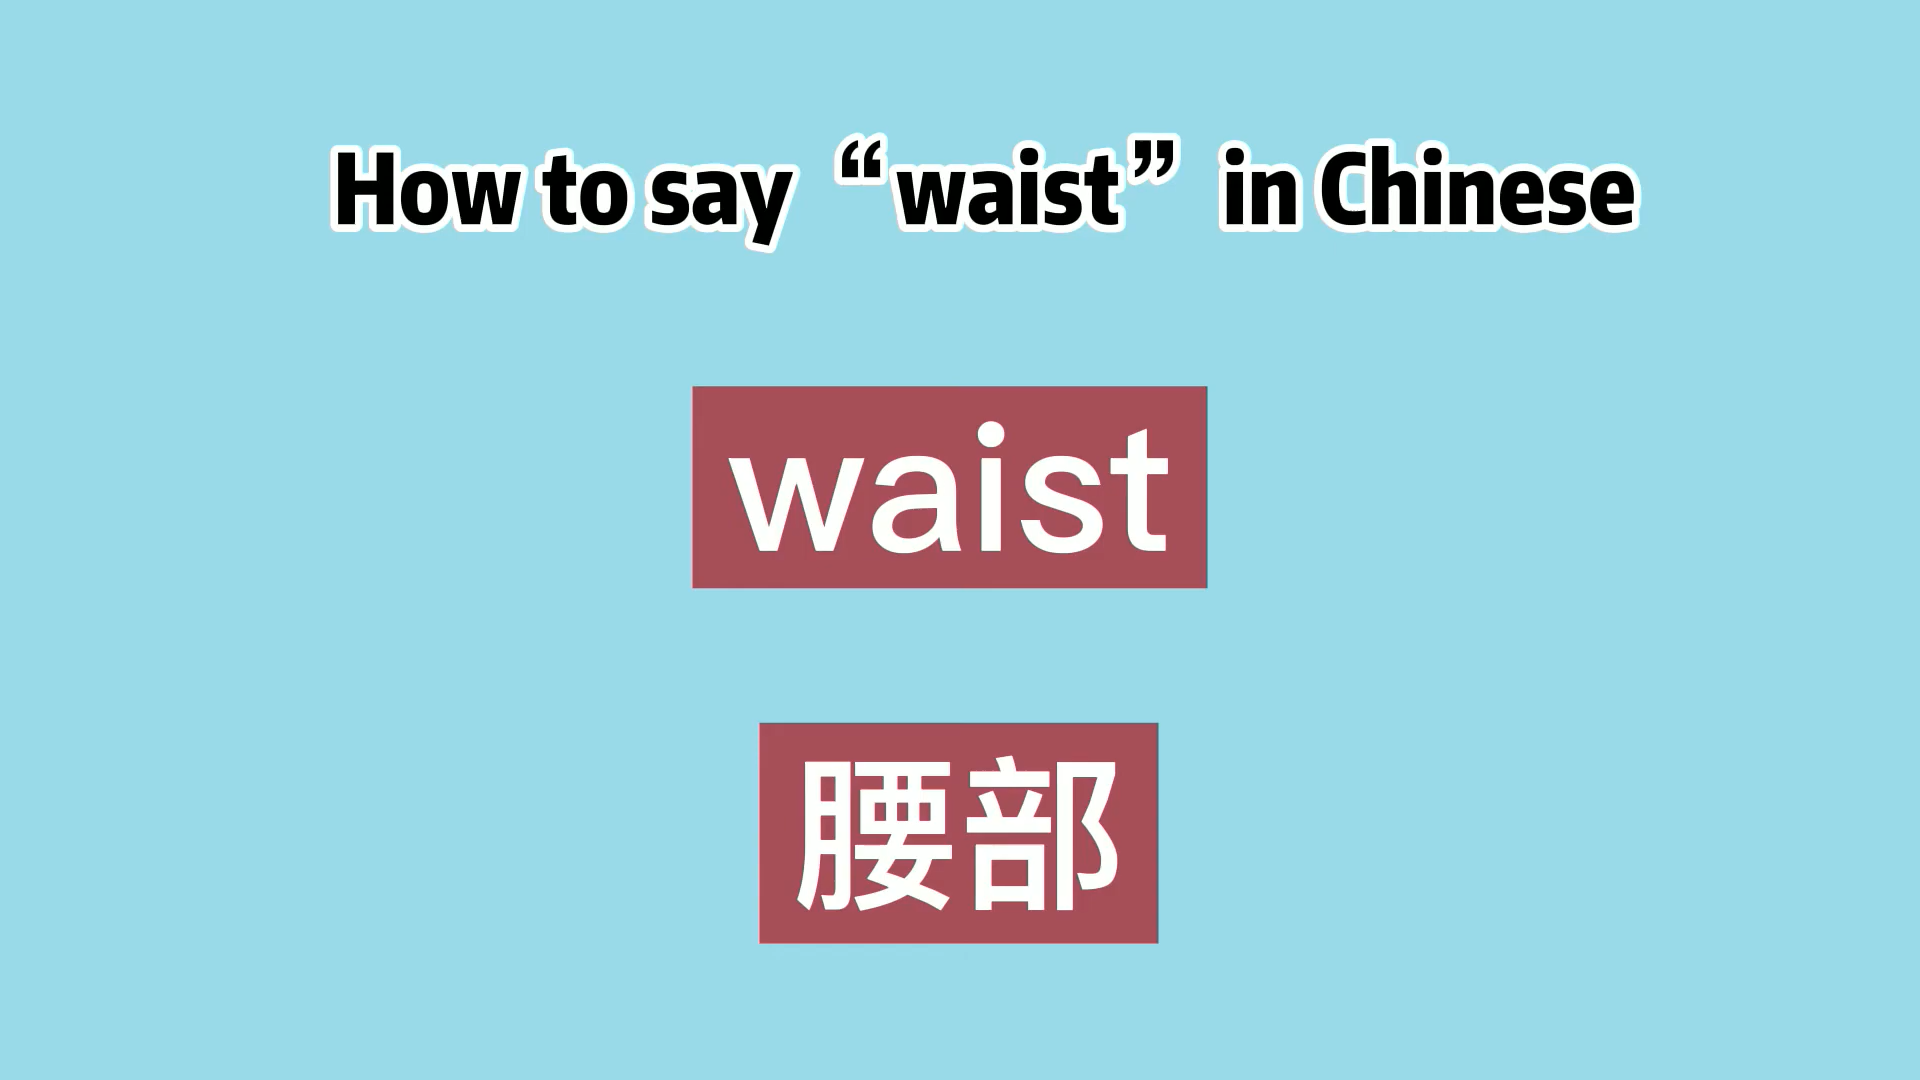 How to say “waist” in Chinese
waist
腰部